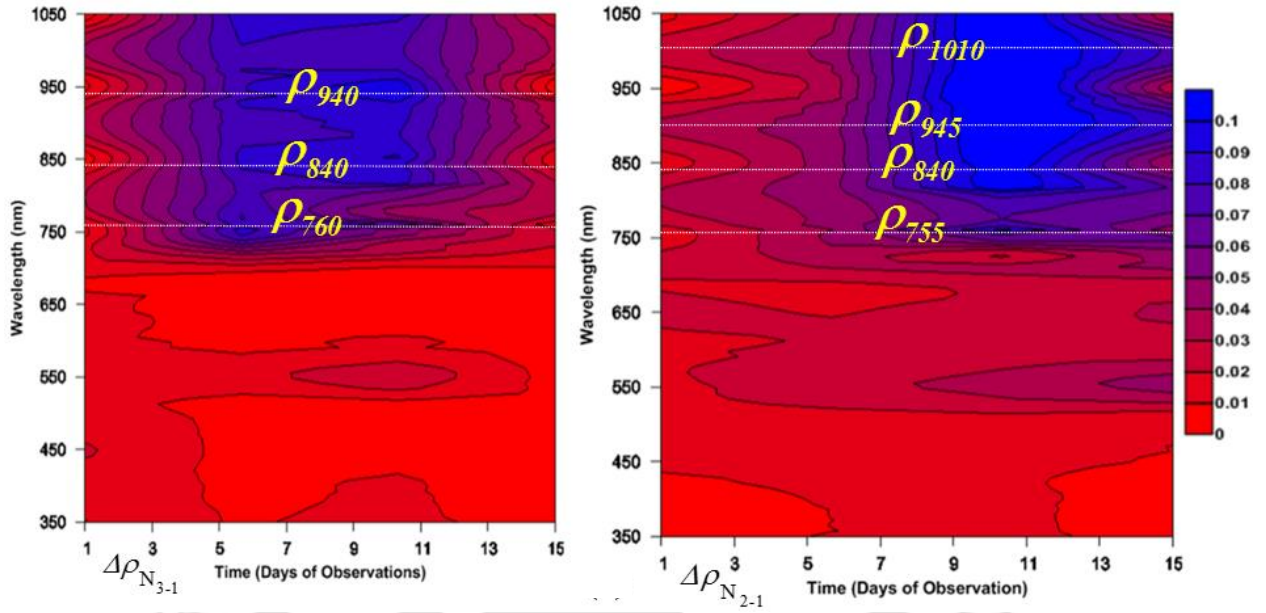 1050
950
850
750
650
550
450
350
Wavelength (nm)
ρ940
ρ840
ρ760
1 3 5 7 9 11 13 15
ΔρN3-1
Time (Days of Observations)
1050
950
850
750
650
550
450
350
Wavelength (nm)
ρ1010
ρ945
ρ840
ρ755
1 3 5 7 9 11 13 15
ΔρN2-1
Time (Days of Observation)
0.1
0.09
0.08
0.07
0.06
0.05
0.04
0.03
0.02
0.01
0